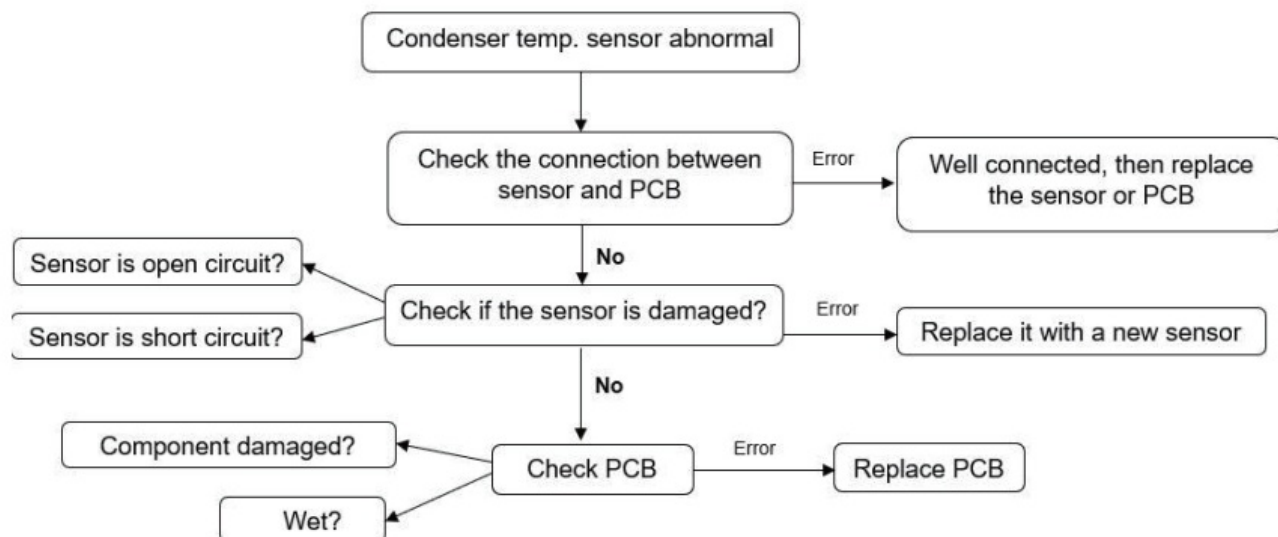 Condenser temp. sensor abnormal
Check the connection between
sensor and PCB
Error
Well connected, then replace
the sensor or PCB
No
Sensor is open circuit?
Check if the sensor is damaged?
Error
Sensor is short circuit?
Replace it with a new sensor
No
Component damaged?
Check PCB
Error
Replace PCB
Wet?